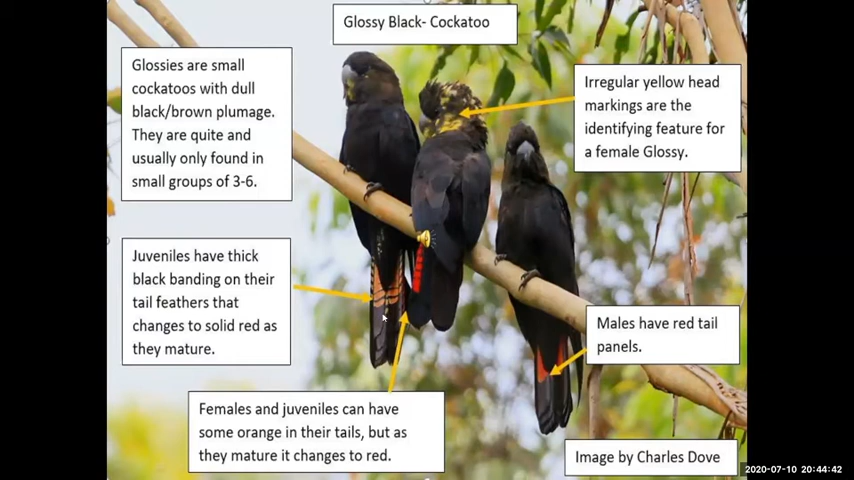 Glossy Black- Cockatoo
Glossies are small
cockatoos with dull
black/brown plumage.
They are quite and
usually only found in
small groups of 3-6.
Irregular yellow head
markings are the
identifying feature for
a female Glossy.
Juveniles have thick
black banding on their
tail feathers that
changes to solid red as
they mature.
Males have red tail
panels.
Females and juveniles can have
some orange in their tails, but as
they mature it changes to red.
Image by Charles Dove
2020-07-10 20:44:42